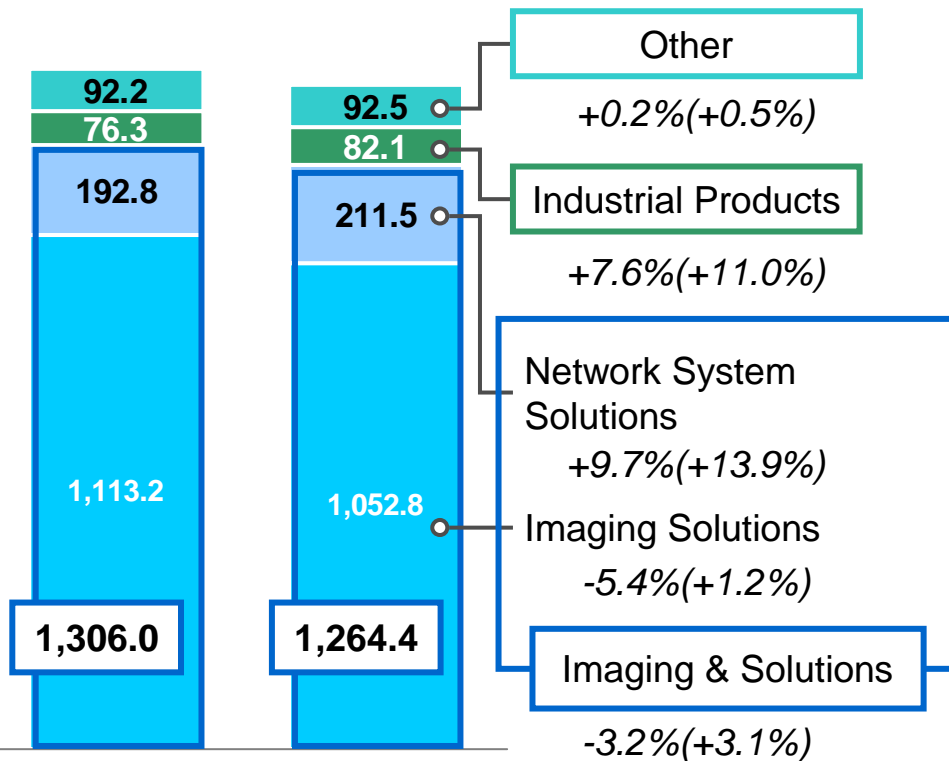 Other
92.2
92.5
+0.2%(+0.5%)
76.3
82.1
192.8
211.5
Industrial Products
+7.6%(+11.0%)
Network System
Solutions
+9.7%(+13.9%)
1,113.2
1,052.8
Imaging Solutions
-5.4%(+1.2%)
1,306.0
1,264.4
Imaging & Solutions
-3.2%(+3.1%)